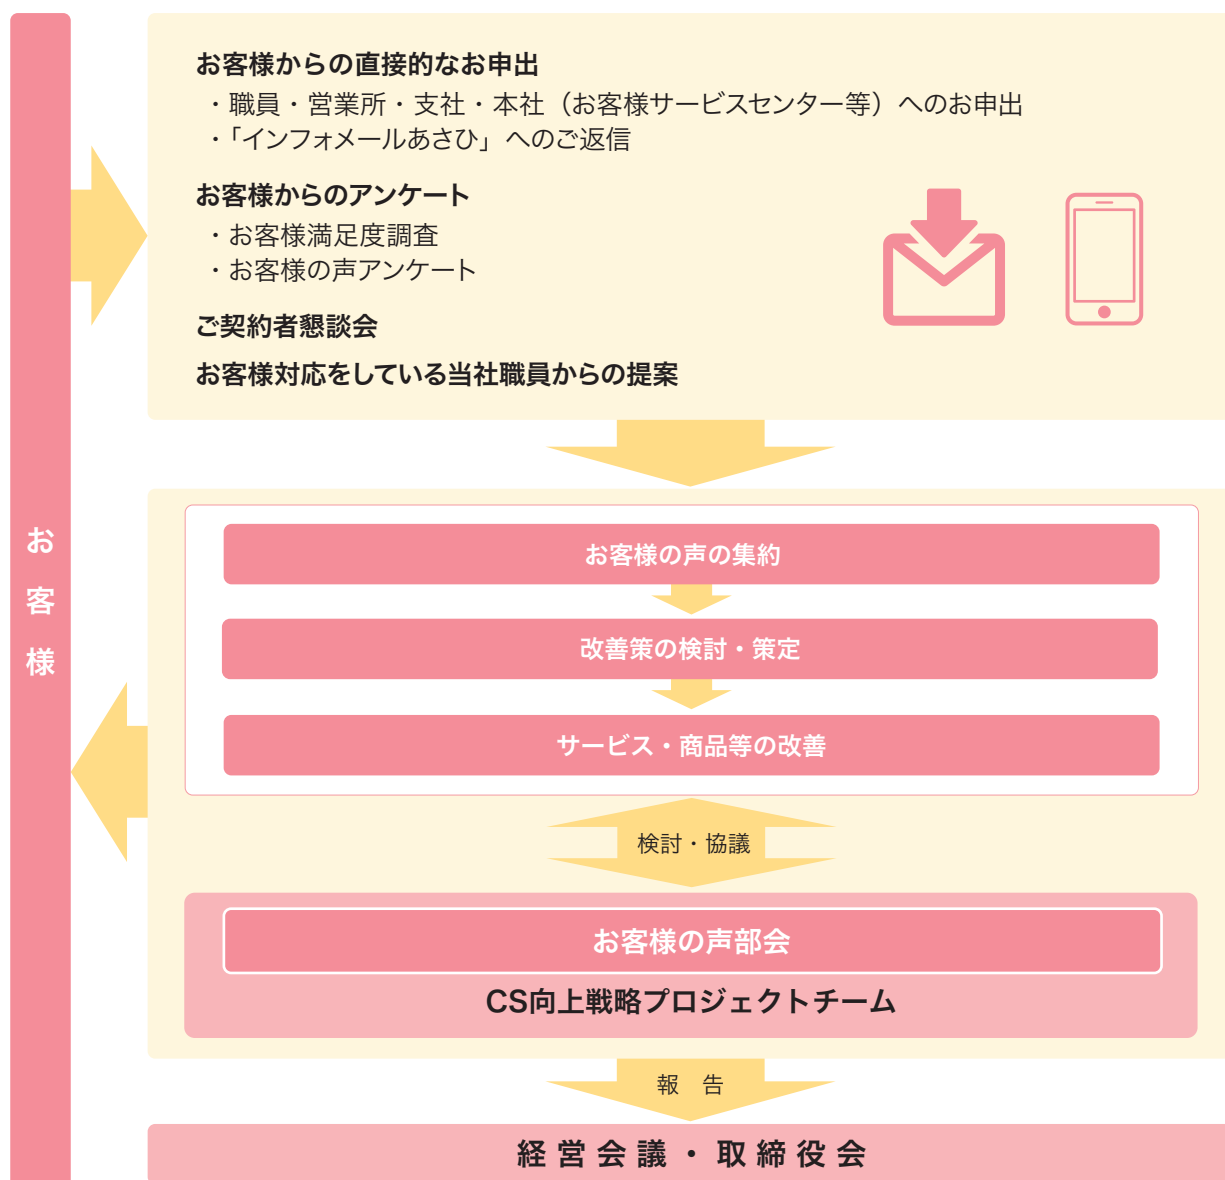 お客様
お客様からの直接的なお申出
・職員・営業所・支社・本社（お客様サービスセンター等）へのお申出
・「インフォメールあさひ」へのご返信
お客様からのアンケート
・お客様満足度調査
・お客様の声アンケート
ご契約者懇談会
お客様対応をしている当社職員からの提案
お客様の声の集約
改善策の検討・策定
サービス・商品等の改善
検討・協議
お客様の声部会
CS向上戦略プロジェクトチーム
報　告
経営会議・取締役会